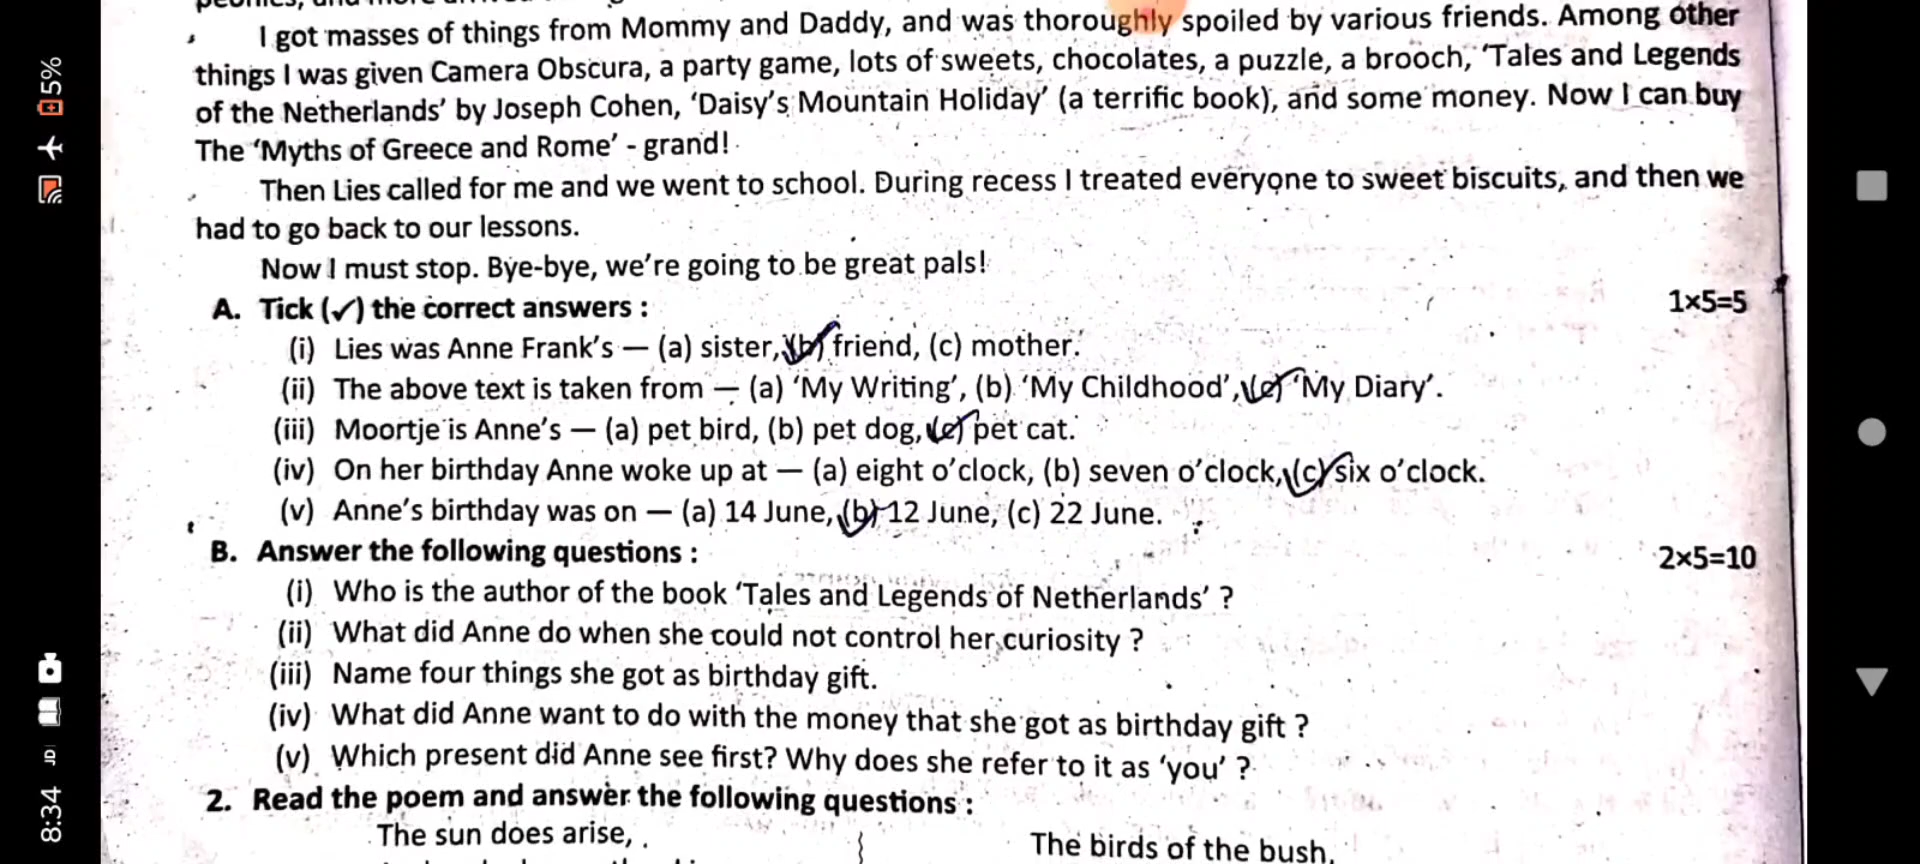 I got masses of things from Mommy and Daddy, and was thoroughly spoiled by various friends. Among other
things I was given Camera Obscura, a party game, lots of sweets, chocolates, a puzzle, a brooch, ‘Tales and Legends
of the Netherlands’ by Joseph Cohen, ‘Daisy’s Mountain Holiday’ (a terrific book), and some money. Now I can buy
The ‘Myths of Greece and Rome’ - grand!
Then Lies called for me and we went to school. During recess I treated everyone to sweet biscuits, and then we
had to go back to our lessons.
Now I must stop. Bye-bye, we’re going to be great pals!
A. Tick (✓) the correct answers : 1×5=5
(i) Lies was Anne Frank’s — (a) sister, (b) friend, (c) mother.
(ii) The above text is taken from — (a) ‘My Writing’, (b) ‘My Childhood’, (c) ‘My Diary’.
(iii) Moortje is Anne’s — (a) pet bird, (b) pet dog, (c) pet cat.
(iv) On her birthday Anne woke up at — (a) eight o’clock, (b) seven o’clock, (c) six o’clock.
(v) Anne’s birthday was on — (a) 14 June, (b) 12 June, (c) 22 June.
B. Answer the following questions : 2×5=10
(i) Who is the author of the book ‘Tales and Legends of Netherlands’ ?
(ii) What did Anne do when she could not control her curiosity ?
(iii) Name four things she got as birthday gift.
(iv) What did Anne want to do with the money that she got as birthday gift ?
(v) Which present did Anne see first? Why does she refer to it as ‘you’ ?
2. Read the poem and answer the following questions :
The sun does arise,
The birds of the bush,
8:34
5%